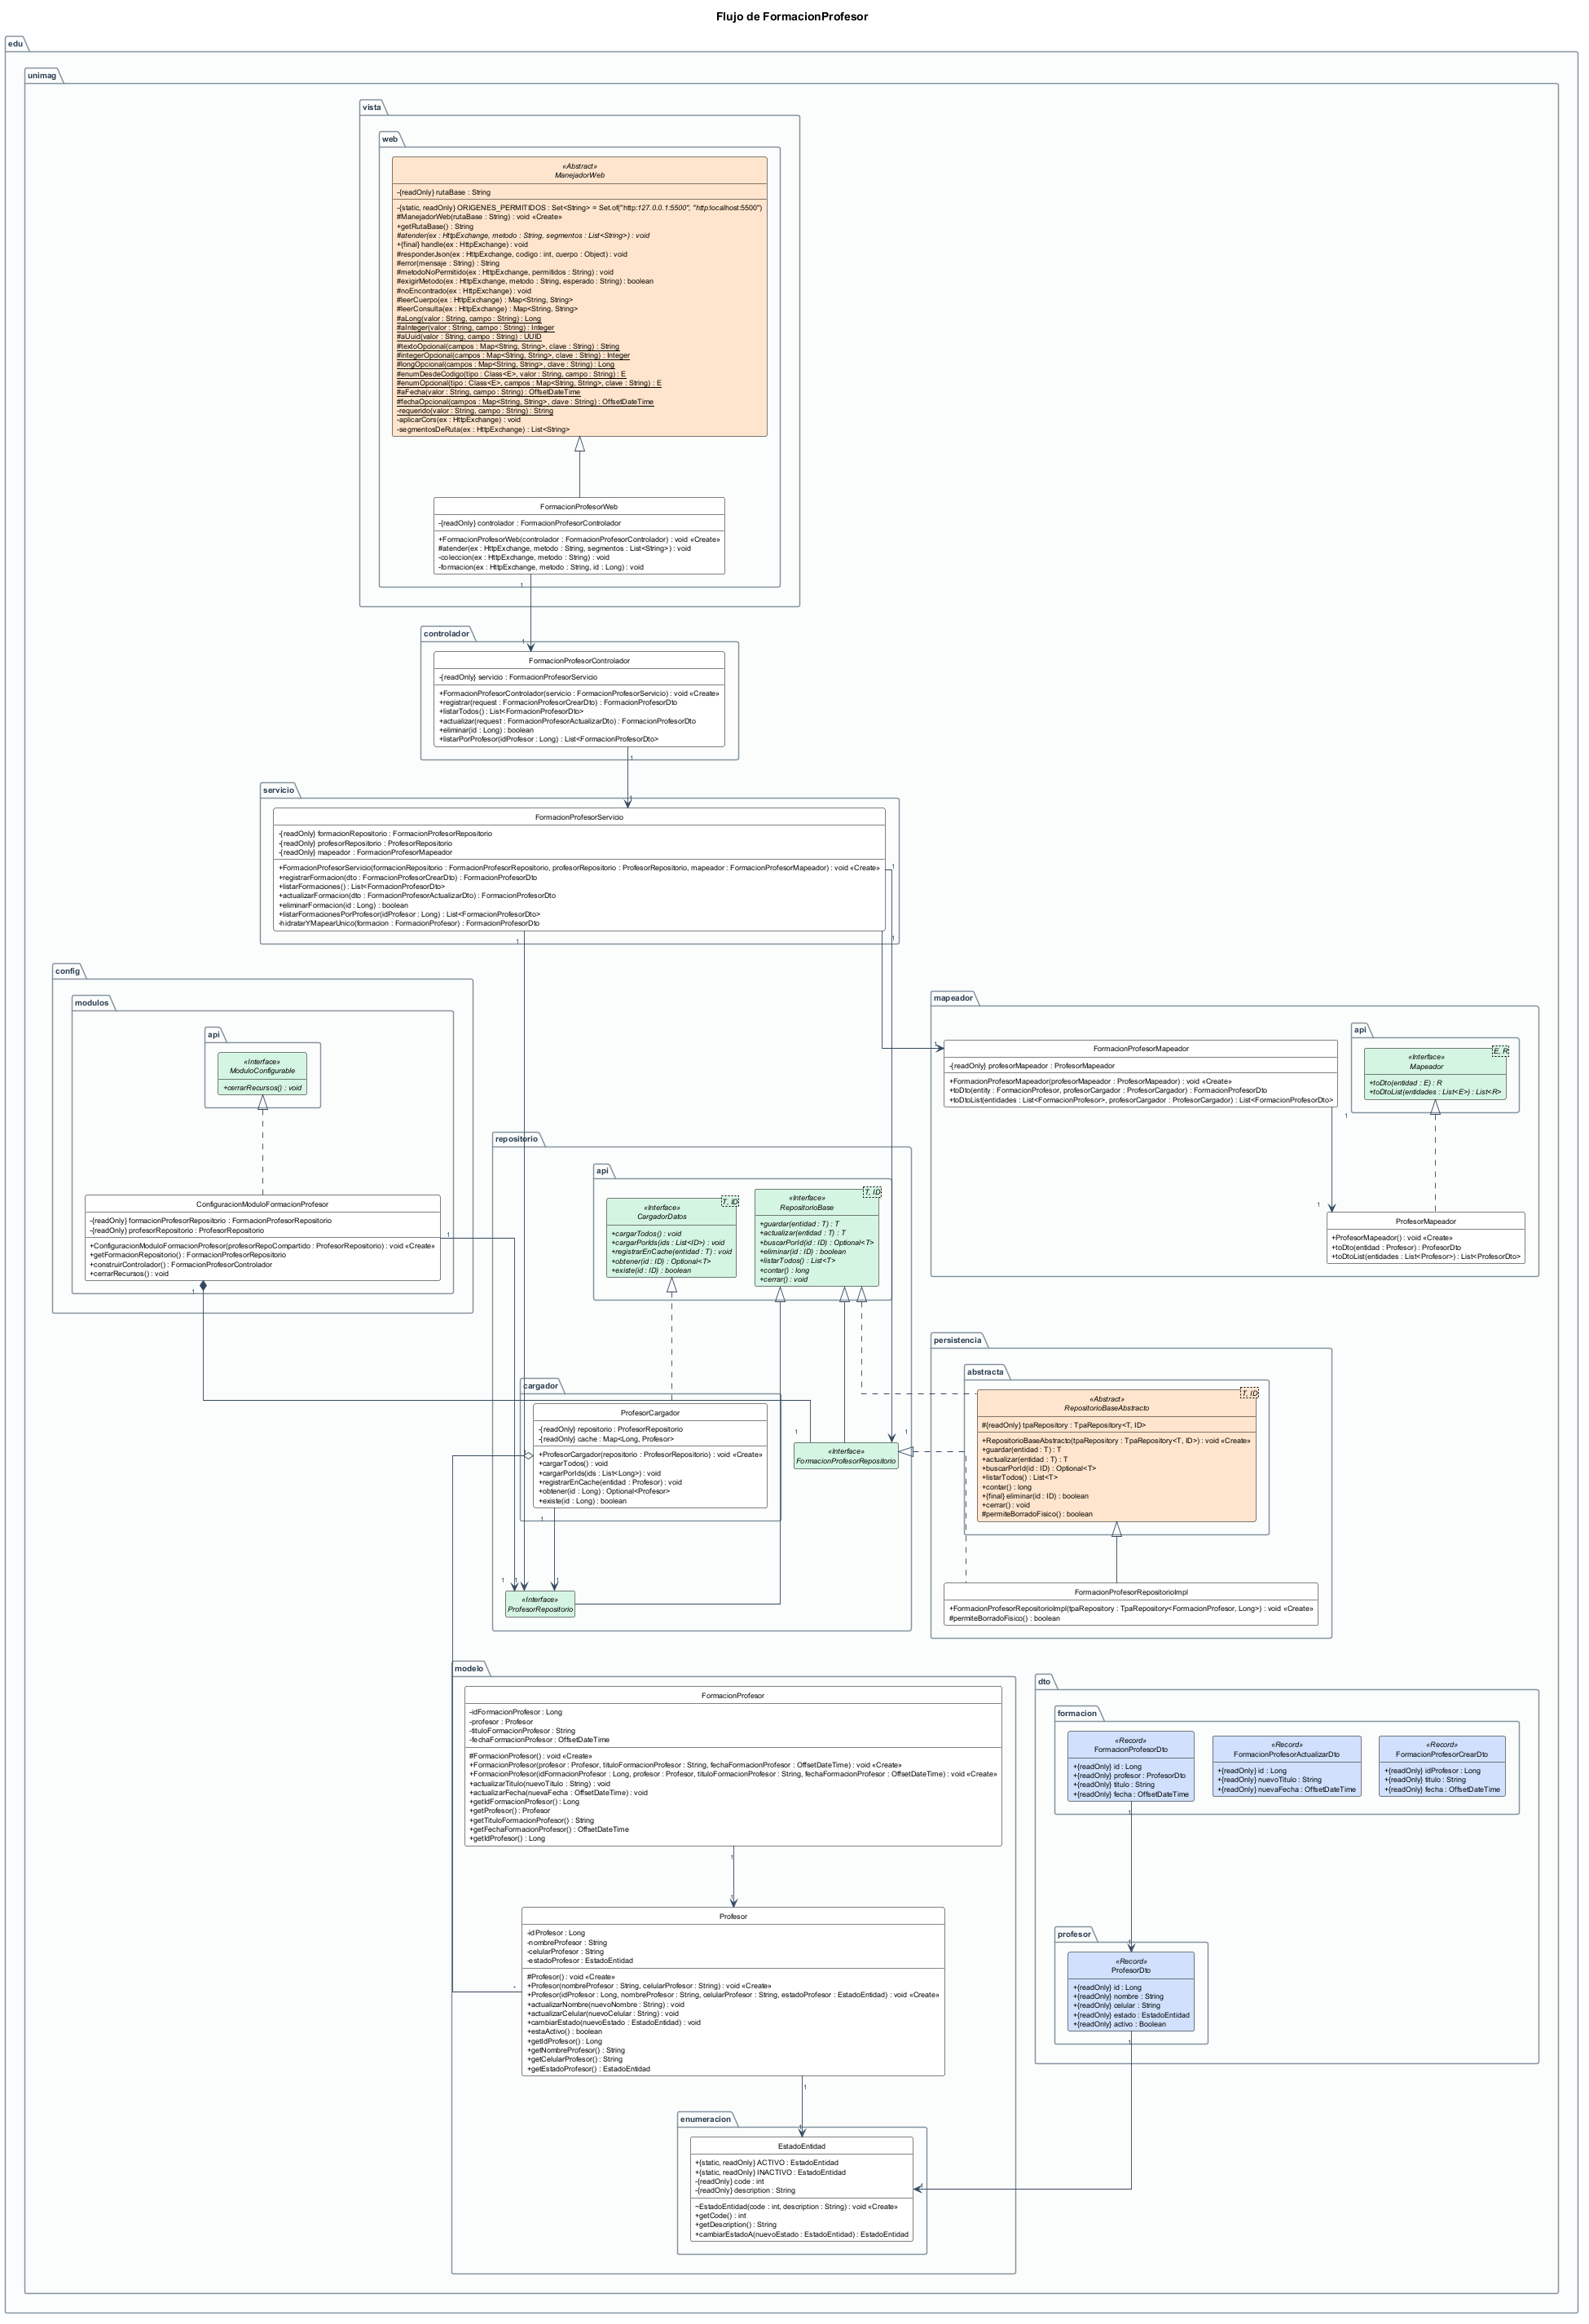 Flujo de FormacionProfesor
edu
unimag
vista
web
«Abstract»
ManejadorWeb
-{readOnly} rutaBase : String
-{static, readOnly} ORIGENES_PERMITIDOS : Set<String> = Set.of("http:127.0.0.1:5500", "http:localhost:5500")
#ManejadorWeb(rutaBase : String) : void «Create»
+getRutaBase() : String
#atender(ex : HttpExchange, metodo : String, segmentos : List<String>) : void
+{final} handle(ex : HttpExchange) : void
#responderJson(ex : HttpExchange, codigo : int, cuerpo : Object) : void
#error(mensaje : String) : String
#metodoNoPermitido(ex : HttpExchange, permitidos : String) : void
#exigirMetodo(ex : HttpExchange, metodo : String, esperado : String) : boolean
#noEncontrado(ex : HttpExchange) : void
#leerCuerpo(ex : HttpExchange) : Map<String, String>
#leerConsulta(ex : HttpExchange) : Map<String, String>
#aLong(valor : String, campo : String) : Long
#aInteger(valor : String, campo : String) : Integer
#aUuid(valor : String, campo : String) : UUID
#textoOpcional(campos : Map<String, String>, clave : String) : String
#integerOpcional(campos : Map<String, String>, clave : String) : Integer
#longOpcional(campos : Map<String, String>, clave : String) : Long
#enumDesdeCodigo(tipo : Class<E>, valor : String, campo : String) : E
#enumOpcional(tipo : Class<E>, campos : Map<String, String>, clave : String) : E
#aFecha(valor : String, campo : String) : OffsetDateTime
#fechaOpcional(campos : Map<String, String>, clave : String) : OffsetDateTime
-requerido(valor : String, campo : String) : String
-aplicarCors(ex : HttpExchange) : void
-segmentosDeRuta(ex : HttpExchange) : List<String>
FormacionProfesorWeb
-{readOnly} controlador : FormacionProfesorControlador
+FormacionProfesorWeb(controlador : FormacionProfesorControlador) : void «Create»
#atender(ex : HttpExchange, metodo : String, segmentos : List<String>) : void
-coleccion(ex : HttpExchange, metodo : String) : void
-formacion(ex : HttpExchange, metodo : String, id : Long) : void
1
1
controlador
FormacionProfesorControlador
-{readOnly} servicio : FormacionProfesorServicio
+FormacionProfesorControlador(servicio : FormacionProfesorServicio) : void «Create»
+registrar(request : FormacionProfesorCrearDto) : FormacionProfesorDto
+listarTodos() : List<FormacionProfesorDto>
+actualizar(request : FormacionProfesorActualizarDto) : FormacionProfesorDto
+eliminar(id : Long) : boolean
+listarPorProfesor(idProfesor : Long) : List<FormacionProfesorDto>
1
1
servicio
FormacionProfesorServicio
-{readOnly} formacionRepositorio : FormacionProfesorRepositorio
-{readOnly} profesorRepositorio : ProfesorRepositorio
-{readOnly} mapeador : FormacionProfesorMapeador
+FormacionProfesorServicio(formacionRepositorio : FormacionProfesorRepositorio, profesorRepositorio : ProfesorRepositorio, mapeador : FormacionProfesorMapeador) : void «Create»
+registrarFormacion(dto : FormacionProfesorCrearDto) : FormacionProfesorDto
+listarFormaciones() : List<FormacionProfesorDto>
+actualizarFormacion(dto : FormacionProfesorActualizarDto) : FormacionProfesorDto
+eliminarFormacion(id : Long) : boolean
+listarFormacionesPorProfesor(idProfesor : Long) : List<FormacionProfesorDto>
-hidratarYMapearUnico(formacion : FormacionProfesor) : FormacionProfesorDto
1
1
1
config
modulos
api
«Interface»
ModuloConfigurable
+cerrarRecursos() : void
ConfiguracionModuloFormacionProfesor
-{readOnly} formacionProfesorRepositorio : FormacionProfesorRepositorio
-{readOnly} profesorRepositorio : ProfesorRepositorio
+ConfiguracionModuloFormacionProfesor(profesorRepoCompartido : ProfesorRepositorio) : void «Create»
+getFormacionRepositorio() : FormacionProfesorRepositorio
+construirControlador() : FormacionProfesorControlador
+cerrarRecursos() : void
1
1
mapeador
1
FormacionProfesorMapeador
-{readOnly} profesorMapeador : ProfesorMapeador
+FormacionProfesorMapeador(profesorMapeador : ProfesorMapeador) : void «Create»
+toDto(entity : FormacionProfesor, profesorCargador : ProfesorCargador) : FormacionProfesorDto
+toDtoList(entidades : List<FormacionProfesor>, profesorCargador : ProfesorCargador) : List<FormacionProfesorDto>
api
E, R
«Interface»
Mapeador
+toDto(entidad : E) : R
+toDtoList(entidades : List<E>) : List<R>
1
1
ProfesorMapeador
+ProfesorMapeador() : void «Create»
+toDto(entidad : Profesor) : ProfesorDto
+toDtoList(entidades : List<Profesor>) : List<ProfesorDto>
repositorio
api
T, ID
«Interface»
CargadorDatos
+cargarTodos() : void
+cargarPorIds(ids : List<ID>) : void
+registrarEnCache(entidad : T) : void
+obtener(id : ID) : Optional<T>
+existe(id : ID) : boolean
T, ID
«Interface»
RepositorioBase
+guardar(entidad : T) : T
+actualizar(entidad : T) : T
+buscarPorId(id : ID) : Optional<T>
+eliminar(id : ID) : boolean
+listarTodos() : List<T>
+contar() : long
+cerrar() : void
cargador
ProfesorCargador
-{readOnly} repositorio : ProfesorRepositorio
-{readOnly} cache : Map<Long, Profesor>
+ProfesorCargador(repositorio : ProfesorRepositorio) : void «Create»
+cargarTodos() : void
+cargarPorIds(ids : List<Long>) : void
+registrarEnCache(entidad : Profesor) : void
+obtener(id : Long) : Optional<Profesor>
+existe(id : Long) : boolean
1
1
1
«Interface»
FormacionProfesorRepositorio
1
1
1
1
«Interface»
ProfesorRepositorio
persistencia
abstracta
T, ID
«Abstract»
RepositorioBaseAbstracto
#{readOnly} tpaRepository : TpaRepository<T, ID>
+RepositorioBaseAbstracto(tpaRepository : TpaRepository<T, ID>) : void «Create»
+guardar(entidad : T) : T
+actualizar(entidad : T) : T
+buscarPorId(id : ID) : Optional<T>
+listarTodos() : List<T>
+contar() : long
+{final} eliminar(id : ID) : boolean
+cerrar() : void
#permiteBorradoFisico() : boolean
FormacionProfesorRepositorioImpl
+FormacionProfesorRepositorioImpl(tpaRepository : TpaRepository<FormacionProfesor, Long>) : void «Create»
#permiteBorradoFisico() : boolean
modelo
FormacionProfesor
-idFormacionProfesor : Long
-profesor : Profesor
-tituloFormacionProfesor : String
-fechaFormacionProfesor : OffsetDateTime
#FormacionProfesor() : void «Create»
+FormacionProfesor(profesor : Profesor, tituloFormacionProfesor : String, fechaFormacionProfesor : OffsetDateTime) : void «Create»
+FormacionProfesor(idFormacionProfesor : Long, profesor : Profesor, tituloFormacionProfesor : String, fechaFormacionProfesor : OffsetDateTime) : void «Create»
+actualizarTitulo(nuevoTitulo : String) : void
+actualizarFecha(nuevaFecha : OffsetDateTime) : void
+getIdFormacionProfesor() : Long
+getProfesor() : Profesor
+getTituloFormacionProfesor() : String
+getFechaFormacionProfesor() : OffsetDateTime
+getIdProfesor() : Long
1
1
Profesor
-idProfesor : Long
-nombreProfesor : String
-celularProfesor : String
-estadoProfesor : EstadoEntidad
#Profesor() : void «Create»
+Profesor(nombreProfesor : String, celularProfesor : String) : void «Create»
+Profesor(idProfesor : Long, nombreProfesor : String, celularProfesor : String, estadoProfesor : EstadoEntidad) : void «Create»
+actualizarNombre(nuevoNombre : String) : void
+actualizarCelular(nuevoCelular : String) : void
+cambiarEstado(nuevoEstado : EstadoEntidad) : void
+estaActivo() : boolean
+getIdProfesor() : Long
+getNombreProfesor() : String
+getCelularProfesor() : String
+getEstadoProfesor() : EstadoEntidad
*
1
1
enumeracion
EstadoEntidad
+{static, readOnly} ACTIVO : EstadoEntidad
+{static, readOnly} INACTIVO : EstadoEntidad
-{readOnly} code : int
-{readOnly} description : String
~EstadoEntidad(code : int, description : String) : void «Create»
+getCode() : int
+getDescription() : String
+cambiarEstadoA(nuevoEstado : EstadoEntidad) : EstadoEntidad
1
dto
formacion
«Record»
FormacionProfesorDto
+{readOnly} id : Long
+{readOnly} profesor : ProfesorDto
+{readOnly} titulo : String
+{readOnly} fecha : OffsetDateTime
«Record»
FormacionProfesorActualizarDto
+{readOnly} id : Long
+{readOnly} nuevoTitulo : String
+{readOnly} nuevaFecha : OffsetDateTime
«Record»
FormacionProfesorCrearDto
+{readOnly} idProfesor : Long
+{readOnly} titulo : String
+{readOnly} fecha : OffsetDateTime
1
1
profesor
«Record»
ProfesorDto
+{readOnly} id : Long
+{readOnly} nombre : String
+{readOnly} celular : String
+{readOnly} estado : EstadoEntidad
+{readOnly} activo : Boolean
1